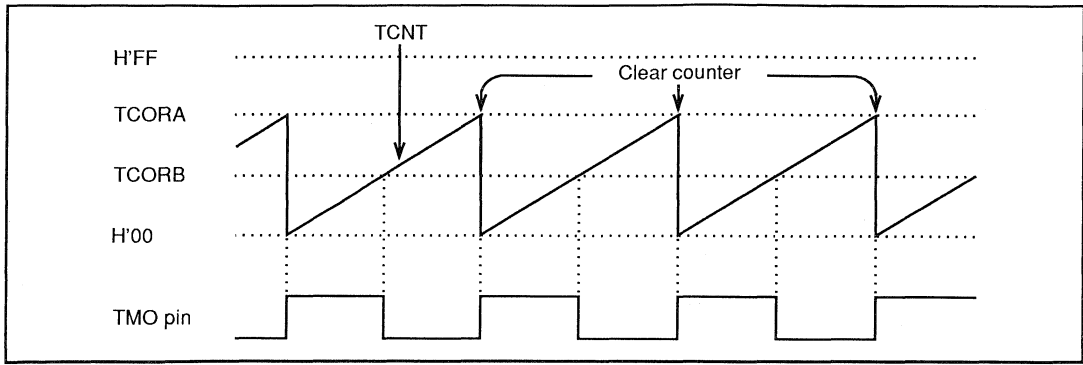 TCNT
H'FF
Clear counter
TCORA
TCORB
H'00
TMO pin